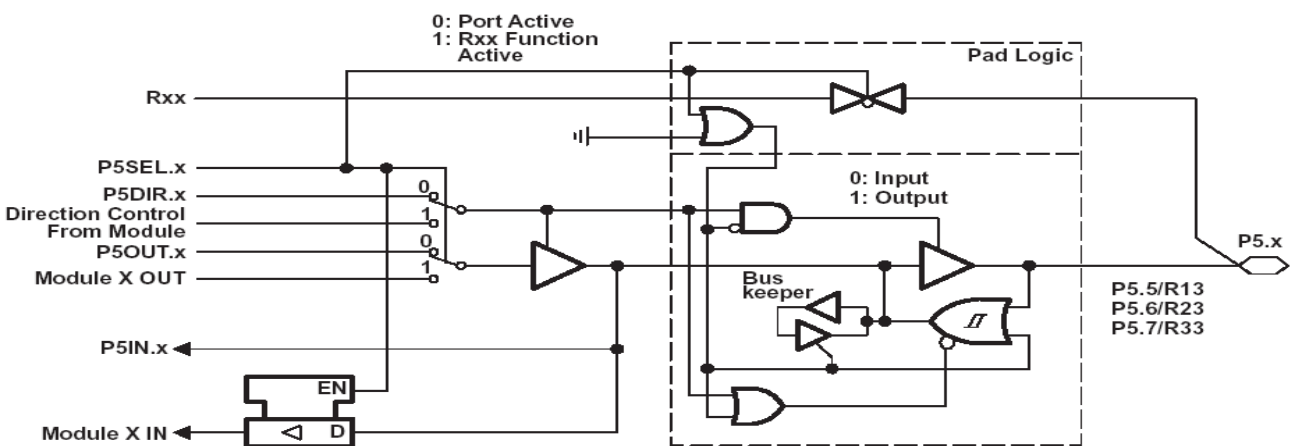 0: Port Active
1: Rxx Function
Active
Pad Logic
Rxx
P5SEL.x
P5DIR.x
0
Direction Control
From Module
1
P5OUT.x
0
Module X OUT
1
0: Input
1: Output
P5.x
Bus
keeper
P5.5/R13
P5.6/R23
P5.7/R33
P5IN.x
EN
Module X IN
D